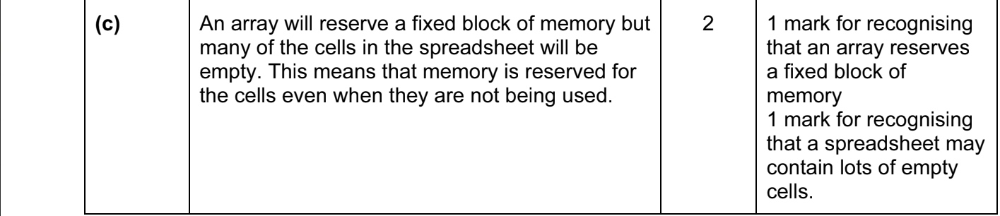 (c)
An array will reserve a fixed block of memory but
many of the cells in the spreadsheet will be
empty. This means that memory is reserved for
the cells even when they are not being used.
2
1 mark for recognising
that an array reserves
a fixed block of
memory
1 mark for recognising
that a spreadsheet may
contain lots of empty
cells.